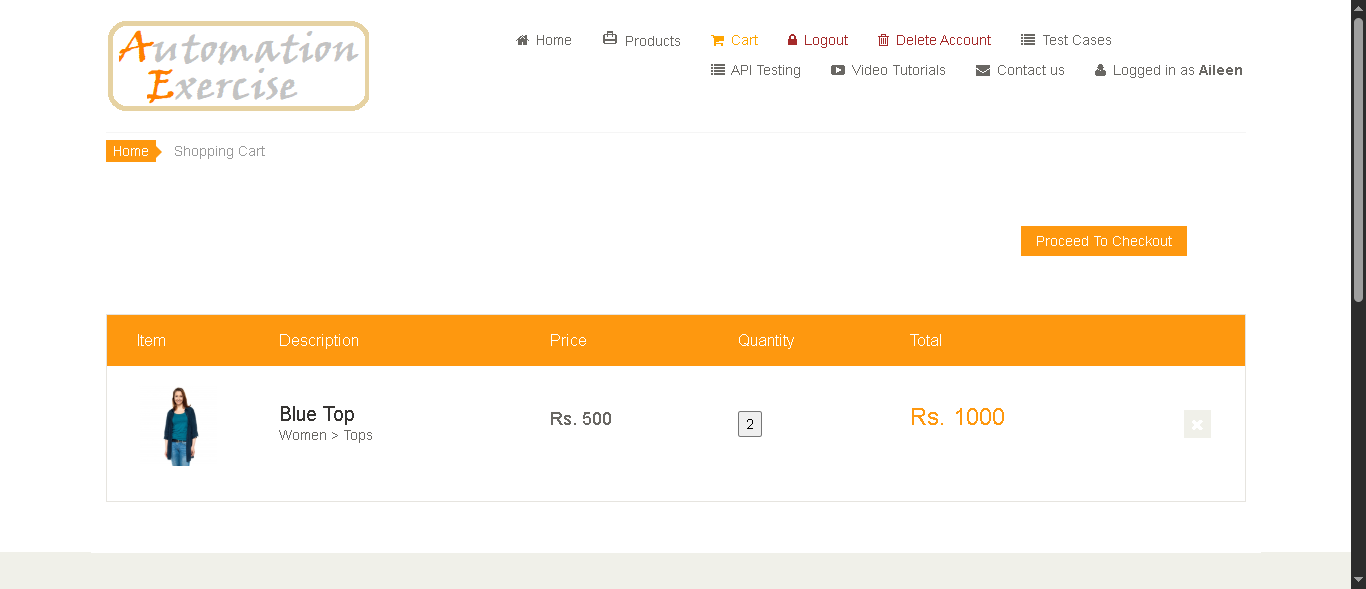 Automation
Exercise
Home Products Cart Logout Delete Account Test Cases
API Testing Video Tutorials Contact us Logged in as Aileen
Home Shopping Cart
Proceed To Checkout
Item Description Price Quantity Total
Blue Top Rs. 500 2 Rs. 1000
Women > Tops